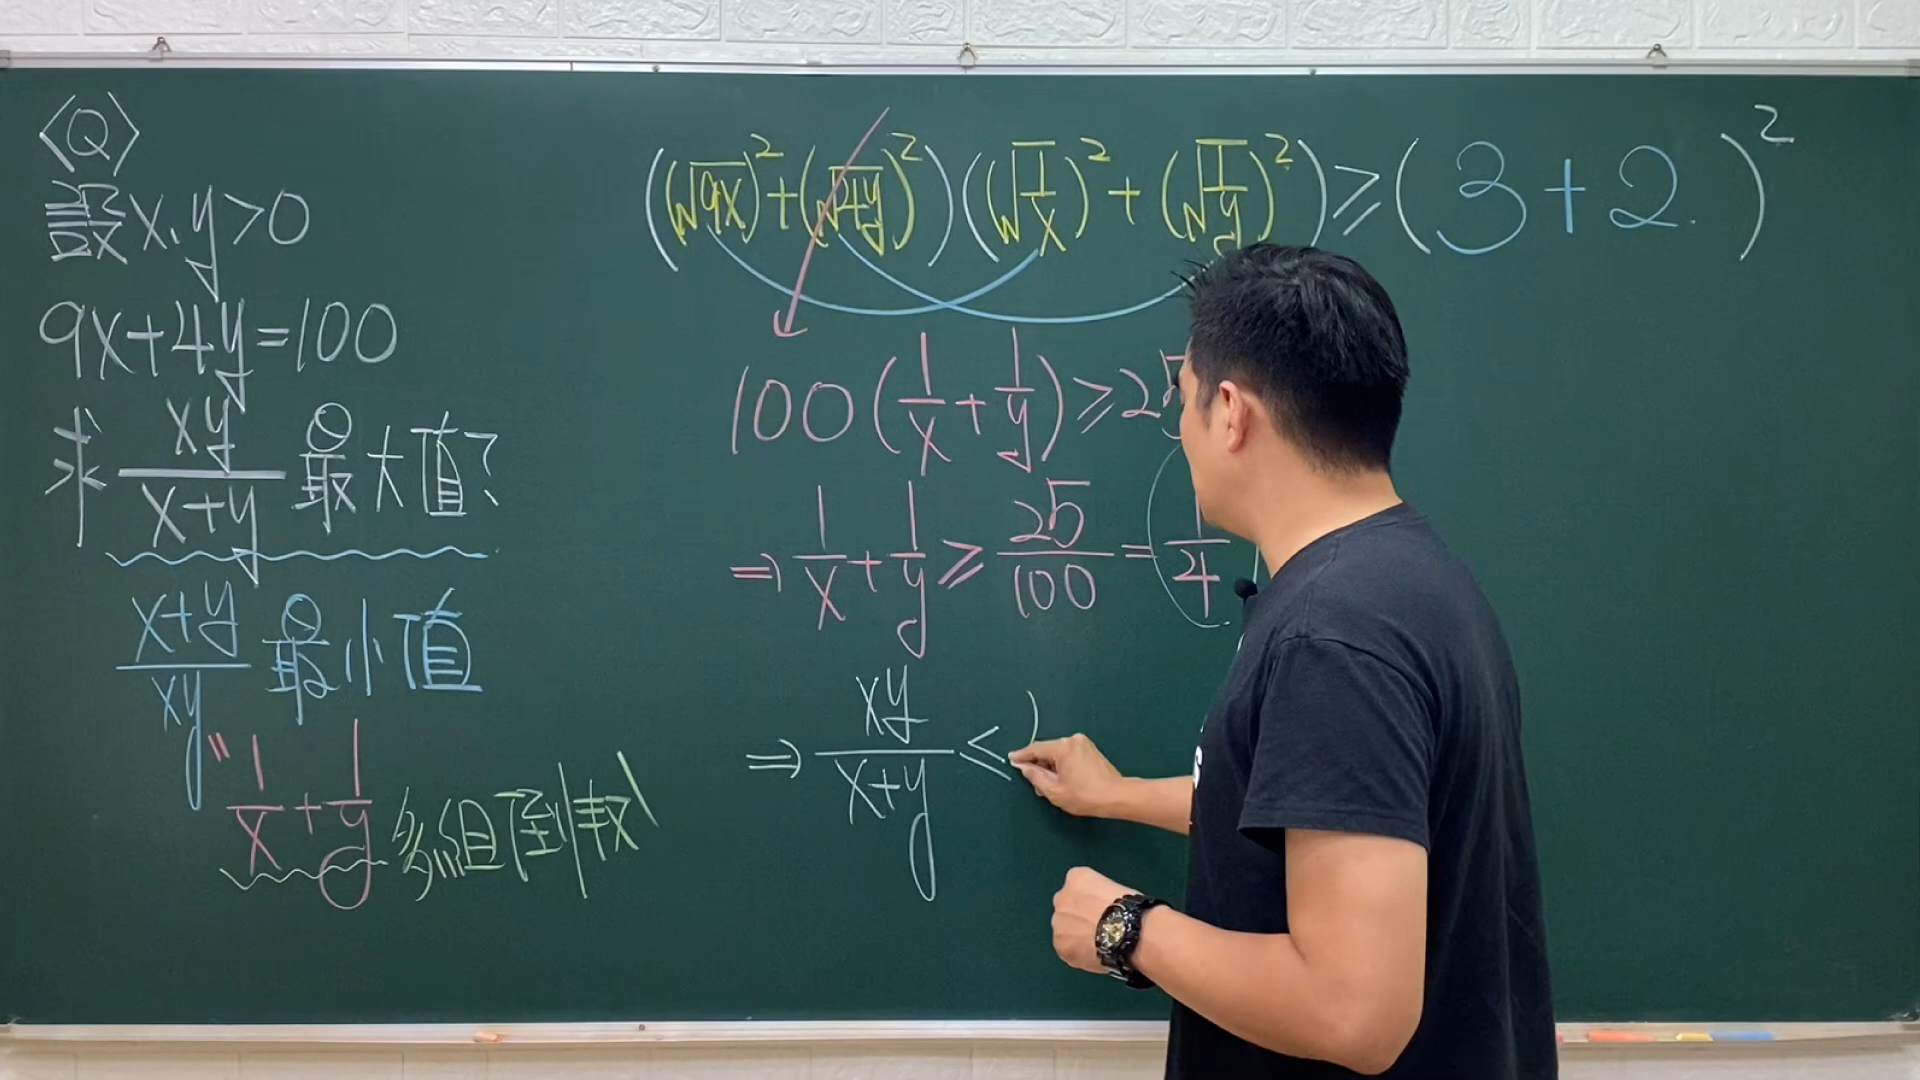 〈Q〉
設x、y>0
9x+4y=100
求 xy/(x+y) 最大值?
(x+y)/xy 最小值
"1/x+1/y 多組倒數
((√9x)²+(√4y)²)((√1/x)²+(√1/y)²)≥(3+2)²
100(1/x+1/y)≥25
⇒1/x+1/y≥25/100=1/4
⇒xy/(x+y)≤